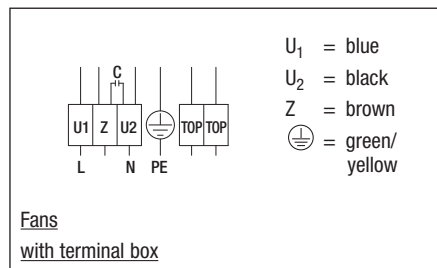 C
U1 Z U2 TOP TOP
L N PE
U₁ = blue
U₂ = black
Z = brown
⏚ = green/
yellow
Fans
with terminal box